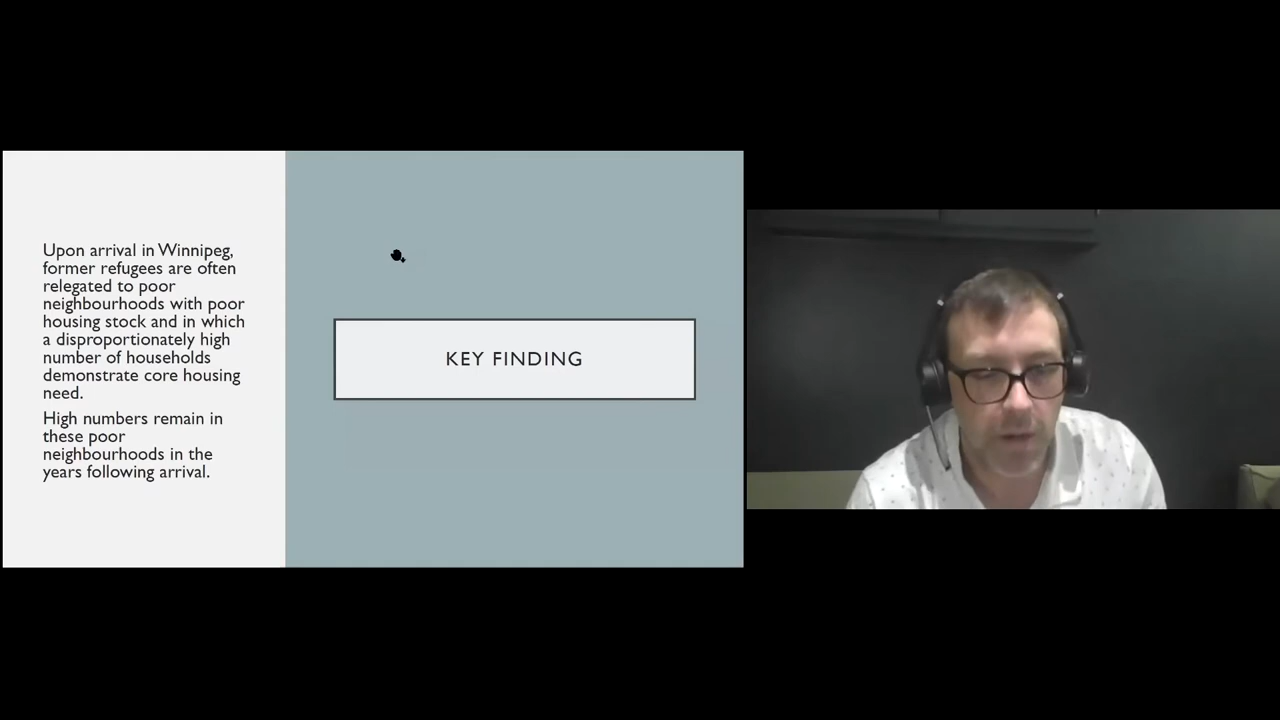 Upon arrival in Winnipeg,
former refugees are often
relegated to poor
neighbourhoods with poor
housing stock and in which
a disproportionately high
number of households
demonstrate core housing
need.
High numbers remain in
these poor
neighbourhoods in the
years following arrival.
KEY FINDING